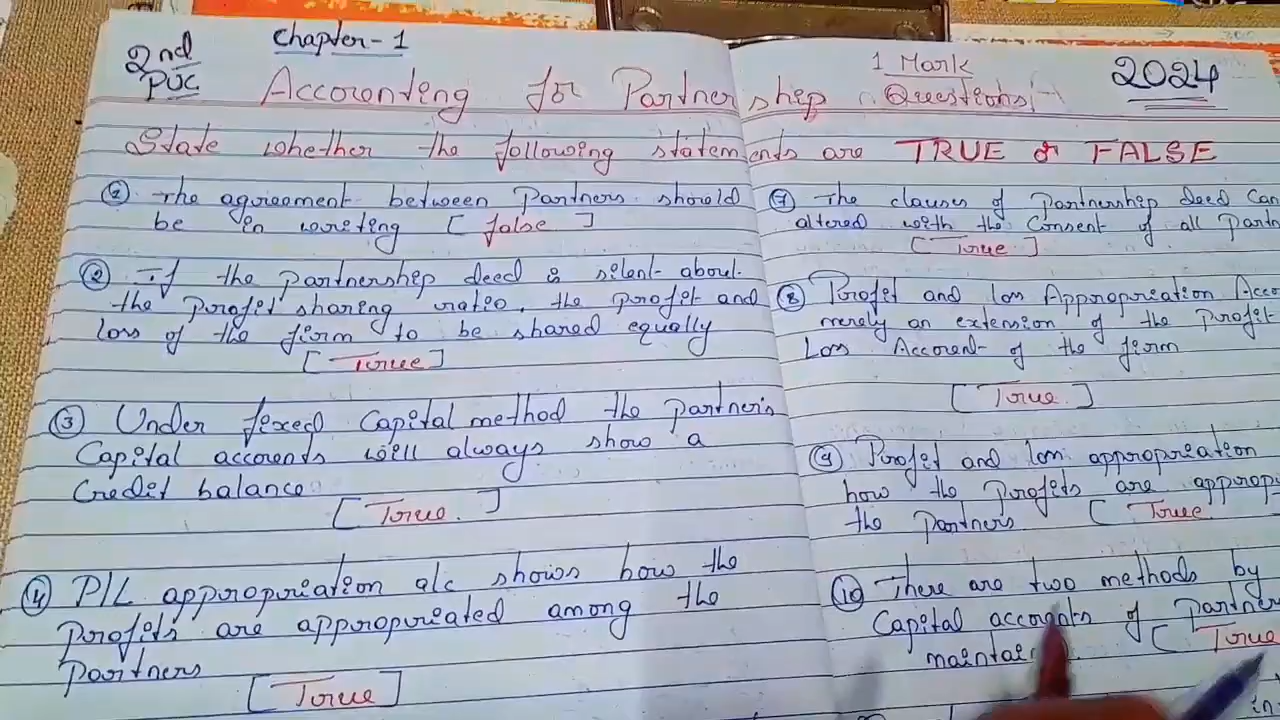 2nd PUC
Chapter-1
1 Mark Questions:-
2024
Accounting for Partnership
State whether the following statements are TRUE or FALSE
① The agreement between Partners should
be in writing [ false ]
② If the partnership deed is silent about
the profit sharing ratio, the profit and
loss of the firm to be shared equally
[ True ]
③ Under fixed Capital method the partner's
Capital accounts will always show a
Credit balance
[ True ]
④ P/L appropriation a/c shows how the
profits are appropriated among the
partners
[ True ]
⑦ The clauses of Partnership deed Can
altered with the Consent of all Partn
[ True ]
⑧ Profit and loss Appropriation Acco
merely an extension of the Profit
Loss Account of the firm
[ True ]
⑨ Profit and loss appropriation
how the Profits are approp
the Partners [ True
⑩ There are two methods by
Capital accounts of Partner
[ True
in